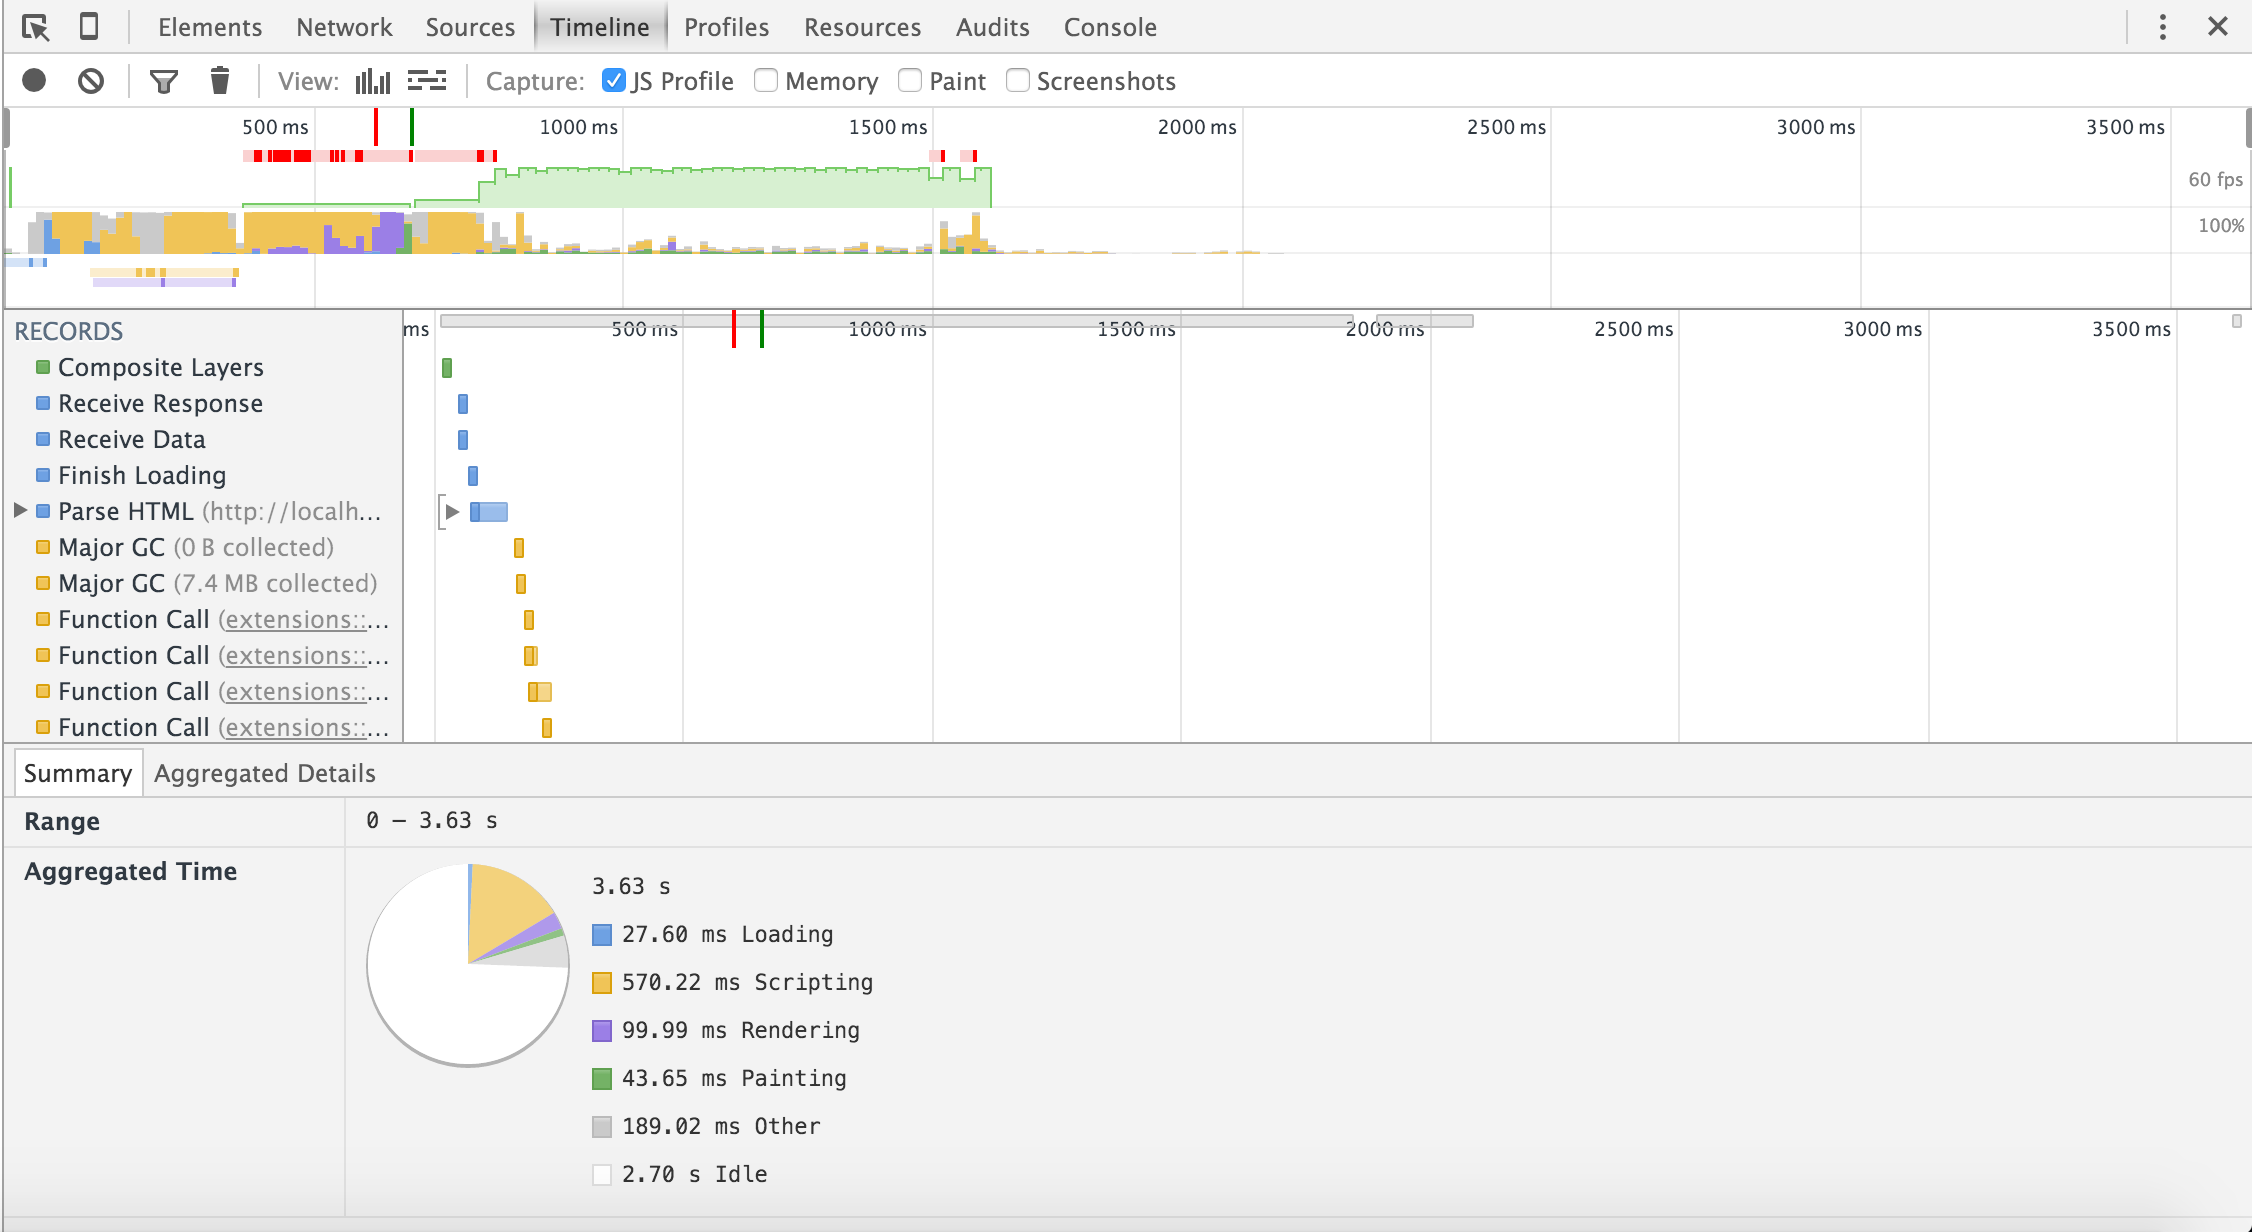 Elements Network Sources Timeline Profiles Resources Audits Console
View: Capture: JS Profile Memory Paint Screenshots
500 ms 1000 ms 1500 ms 2000 ms 2500 ms 3000 ms 3500 ms
60 fps
100%
RECORDS ms 500 ms 1000 ms 1500 ms 2000 ms 2500 ms 3000 ms 3500 ms
Composite Layers
Receive Response
Receive Data
Finish Loading
Parse HTML (http://localh...
Major GC (0 B collected)
Major GC (7.4 MB collected)
Function Call (extensions::...
Function Call (extensions::...
Function Call (extensions::...
Function Call (extensions::...
Summary Aggregated Details
Range 0 – 3.63 s
Aggregated Time
3.63 s
27.60 ms Loading
570.22 ms Scripting
99.99 ms Rendering
43.65 ms Painting
189.02 ms Other
2.70 s Idle